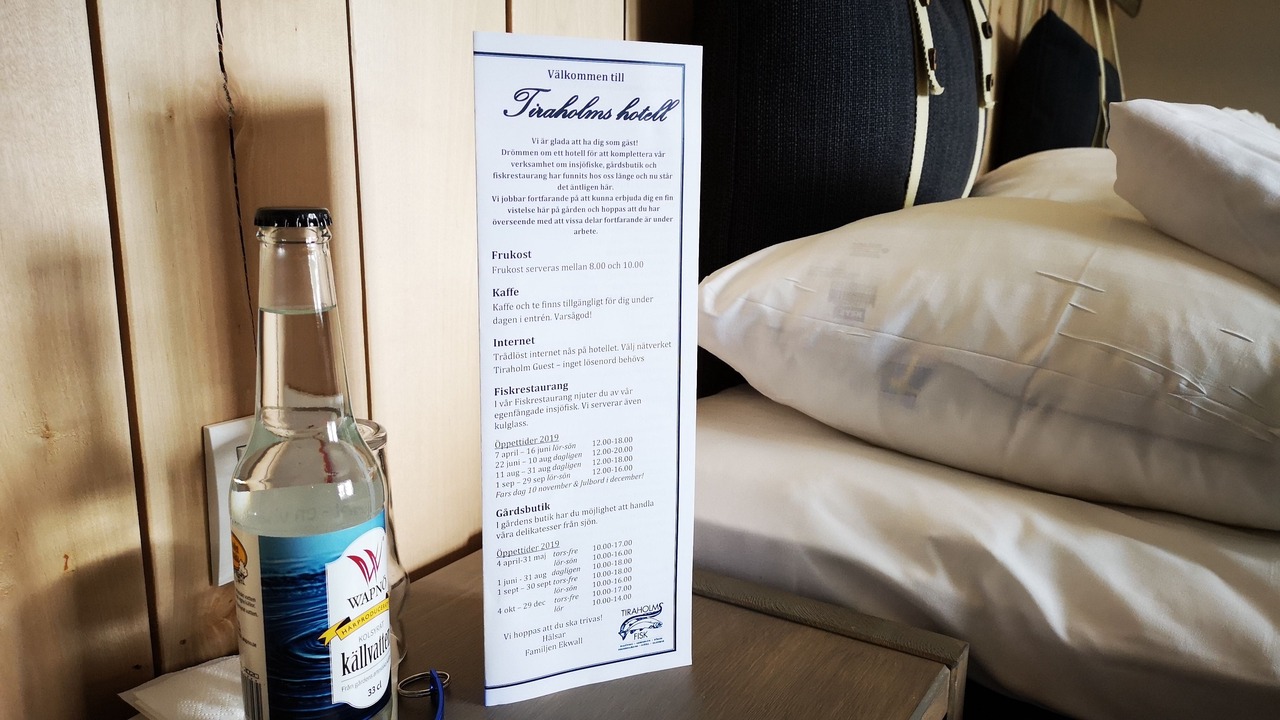 Välkommen till
Tiraholms hotell
Vi är glada att ha dig som gäst!
Drömmen om ett hotell för att komplettera vår
verksamhet om insjöfiske, gårdsbutik och
fiskrestaurang har funnits hos oss länge och nu står
det äntligen här.
Vi jobbar fortfarande på att kunna erbjuda dig en fin
vistelse här på gården och hoppas att du har
överseende med att vissa delar fortfarande är under
arbete.
Frukost
Frukost serveras mellan 8.00 och 10.00
Kaffe
Kaffe och te finns tillgängligt för dig under
dagen i entrén. Varsågod!
Internet
Trådlöst internet nås på hotellet. Välj nätverket
Tiraholm Guest – inget lösenord behövs
Fiskrestaurang
I vår Fiskrestaurang njuter du av vår
egenfångade insjöfisk. Vi serverar även
kulglass.
Öppettider 2019
7 april – 16 juni lör-sön 12.00-18.00
22 juni – 10 aug dagligen 12.00-20.00
11 aug – 31 aug dagligen 12.00-18.00
1 sep – 29 sep lör-sön 12.00-16.00
Fars dag 10 november & Julbord i december!
Gårdsbutik
I gårdens butik har du möjlighet att handla
våra delikatesser från sjön.
Öppettider 2019
4 april-31 maj tors-fre 10.00-17.00
lör-sön 10.00-16.00
1 juni - 31 aug dagligen 10.00-18.00
1 sept – 30 sept tors-fre 10.00-18.00
lör-sön 10.00-16.00
4 okt – 29 dec tors-fre 10.00-17.00
lör 10.00-14.00
Vi hoppas att du ska trivas!
Hälsar
Familjen Ekwall
TIRAHOLMS
FISK
WAPNÖ
KOLSYRAT
källvatten
33 cl